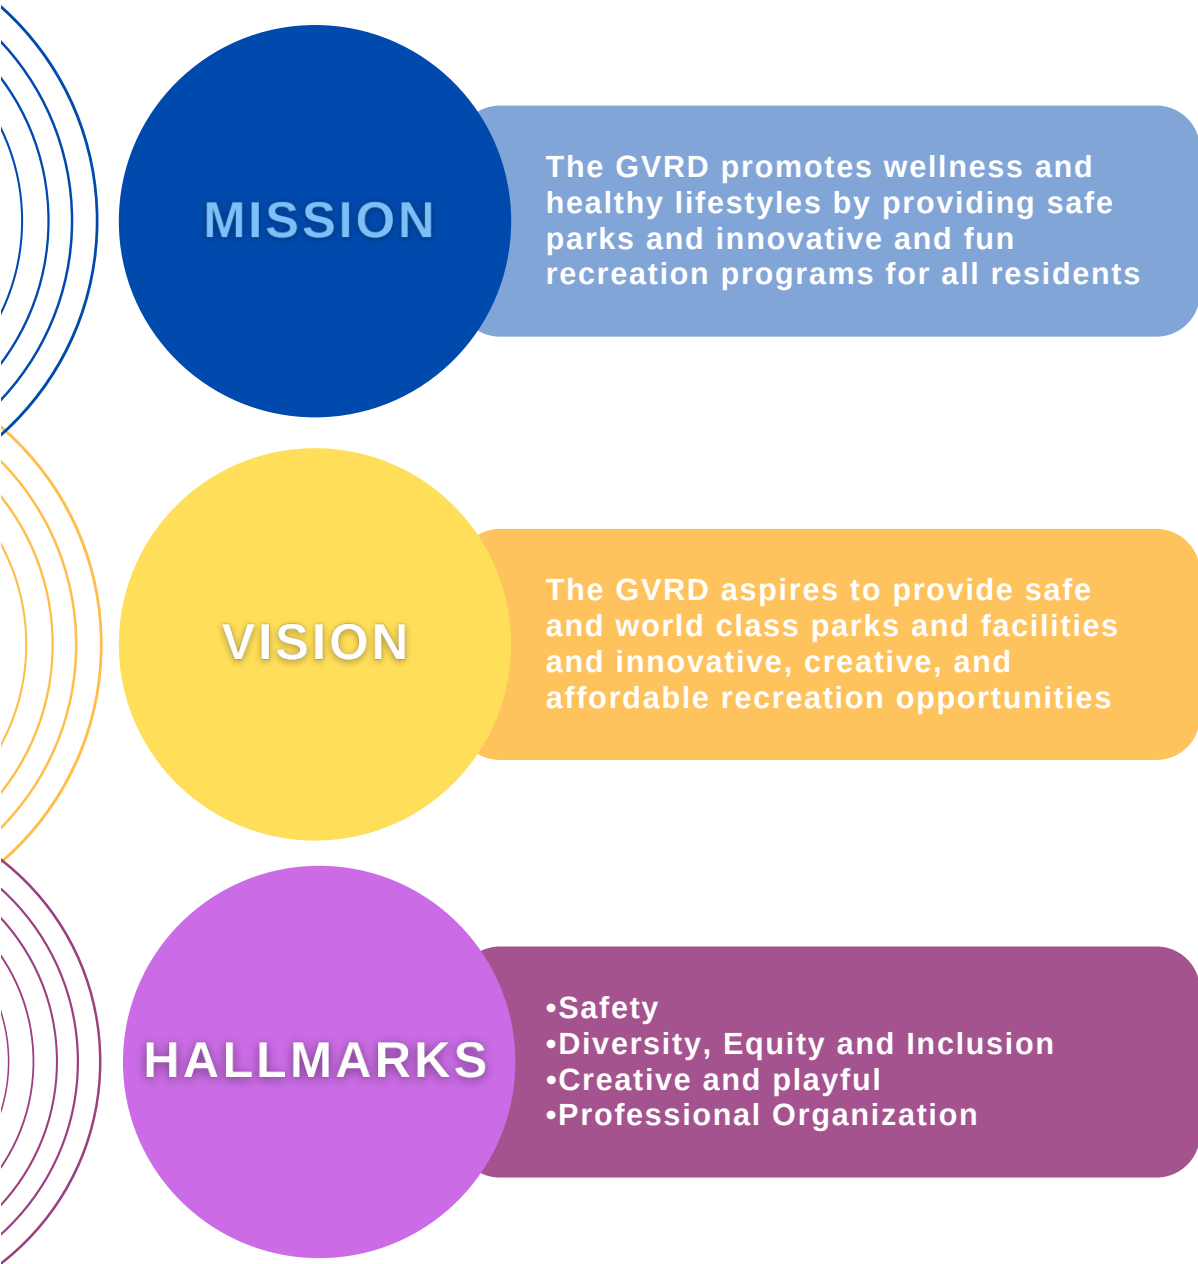 MISSION
The GVRD promotes wellness and
healthy lifestyles by providing safe
parks and innovative and fun
recreation programs for all residents
VISION
The GVRD aspires to provide safe
and world class parks and facilities
and innovative, creative, and
affordable recreation opportunities
HALLMARKS
•Safety
•Diversity, Equity and Inclusion
•Creative and playful
•Professional Organization